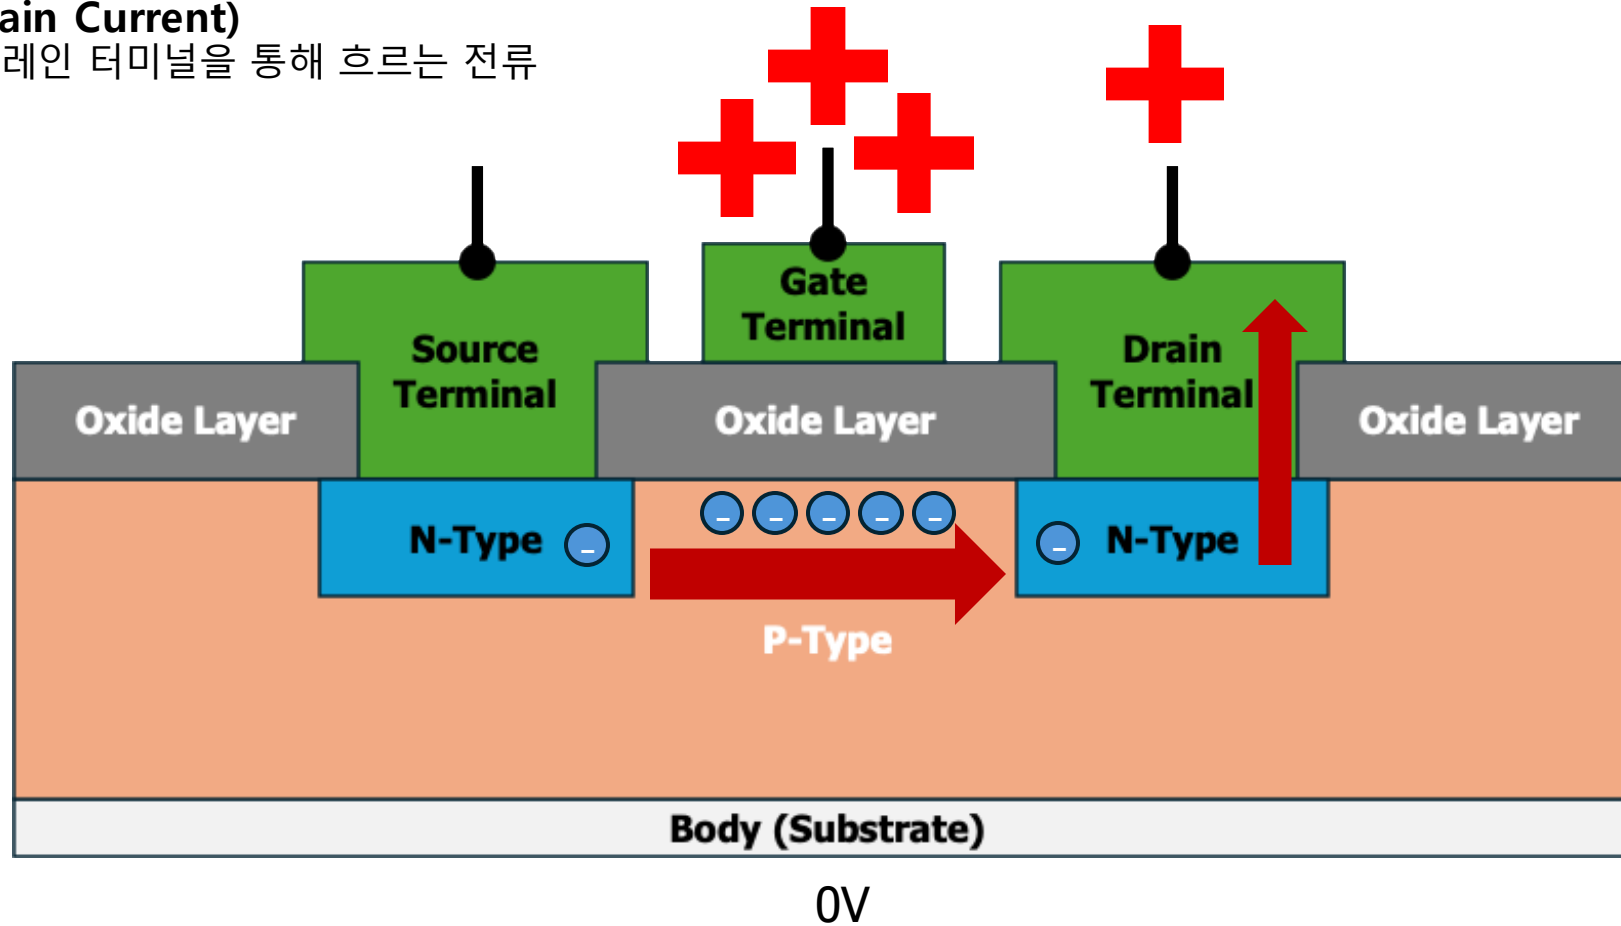 ain Current)
레인 터미널을 통해 흐르는 전류
Gate
Terminal
Source
Terminal
Drain
Terminal
Oxide Layer
Oxide Layer
Oxide Layer
N-Type
-
-
-
-
-
-
-
N-Type
P-Type
Body (Substrate)
0V